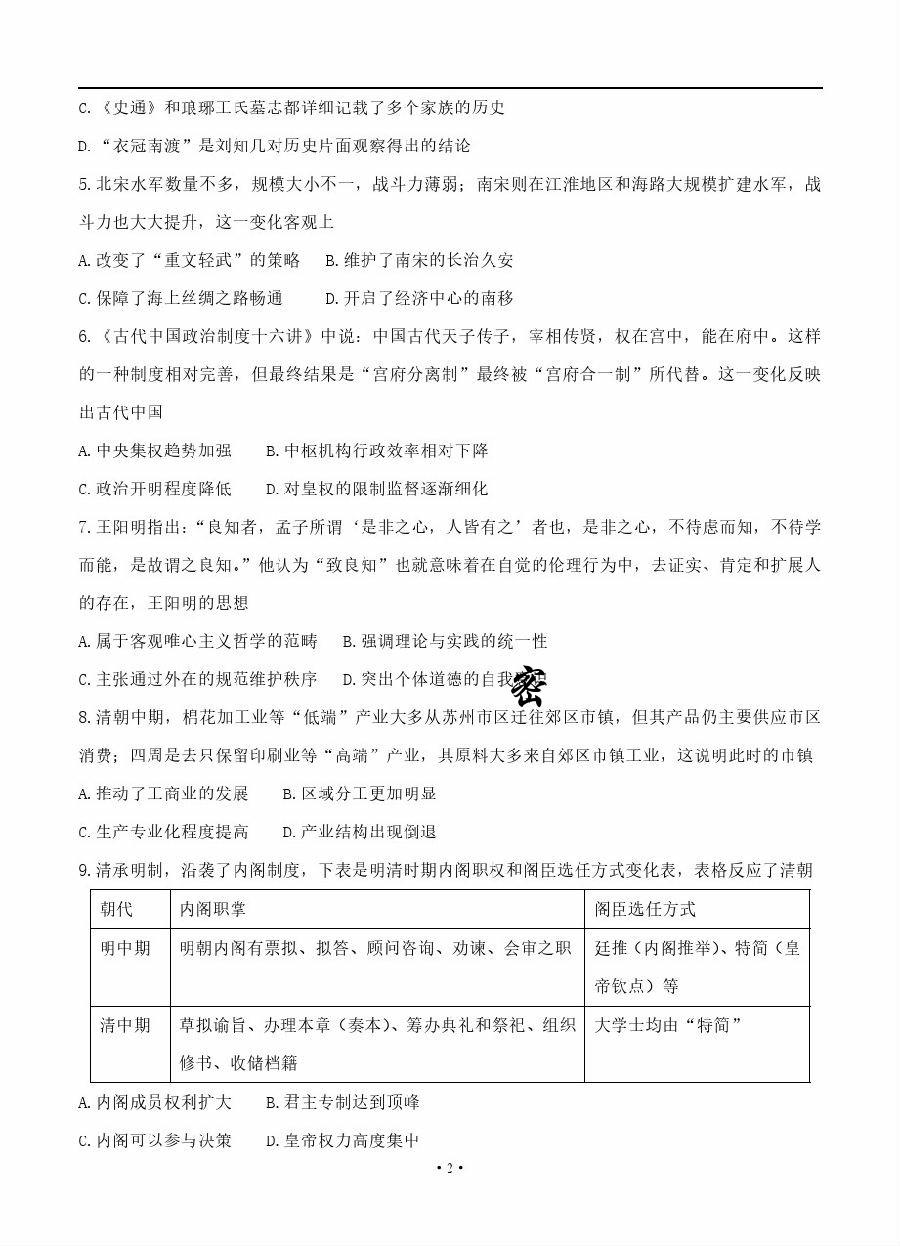 C. 《史通》和琅琊王氏墓志都详细记载了多个家族的历史
D. “衣冠南渡”是刘知几对历史片面观察得出的结论
5. 北宋水军数量不多，规模大小不一，战斗力薄弱；南宋则在江淮地区和海路大规模扩建水军，战
斗力也大大提升，这一变化客观上
A. 改变了“重文轻武”的策略 B. 维护了南宋的长治久安
C. 保障了海上丝绸之路畅通 D. 开启了经济中心的南移
6. 《古代中国政治制度十六讲》中说：中国古代天子传子，宰相传贤，权在宫中，能在府中。这样
的一种制度相对完善，但最终结果是“宫府分离制”最终被“宫府合一制”所代替。这一变化反映
出古代中国
A. 中央集权趋势加强 B. 中枢机构行政效率相对下降
C. 政治开明程度降低 D. 对皇权的限制监督逐渐细化
7. 王阳明指出：“良知者，孟子所谓‘是非之心，人皆有之’者也，是非之心，不待虑而知，不待学
而能，是故谓之良知。”他认为“致良知”也就意味着在自觉的伦理行为中，去证实、肯定和扩展人
的存在，王阳明的思想
A. 属于客观唯心主义哲学的范畴 B. 强调理论与实践的统一性
C. 主张通过外在的规范维护秩序 D. 突出个体道德的自我
密
8. 清朝中期，棉花加工业等“低端”产业大多从苏州市区迁往郊区市镇，但其产品仍主要供应市区
消费；四周是去只保留印刷业等“高端”产业，其原料大多来自郊区市镇工业，这说明此时的市镇
A. 推动了工商业的发展 B. 区域分工更加明显
C. 生产专业化程度提高 D. 产业结构出现倒退
9. 清承明制，沿袭了内阁制度，下表是明清时期内阁职权和阁臣选任方式变化表，表格反应了清朝
朝代 内阁职掌 阁臣选任方式
明中期 明朝内阁有票拟、拟答、顾问咨询、劝谏、会审之职 廷推（内阁推举）、特简（皇
帝钦点）等
清中期 草拟谕旨、办理本章（奏本）、筹办典礼和祭祀、组织 大学士均由“特简”
修书、收储档籍
A. 内阁成员权利扩大 B. 君主专制达到顶峰
C. 内阁可以参与决策 D. 皇帝权力高度集中
·2·